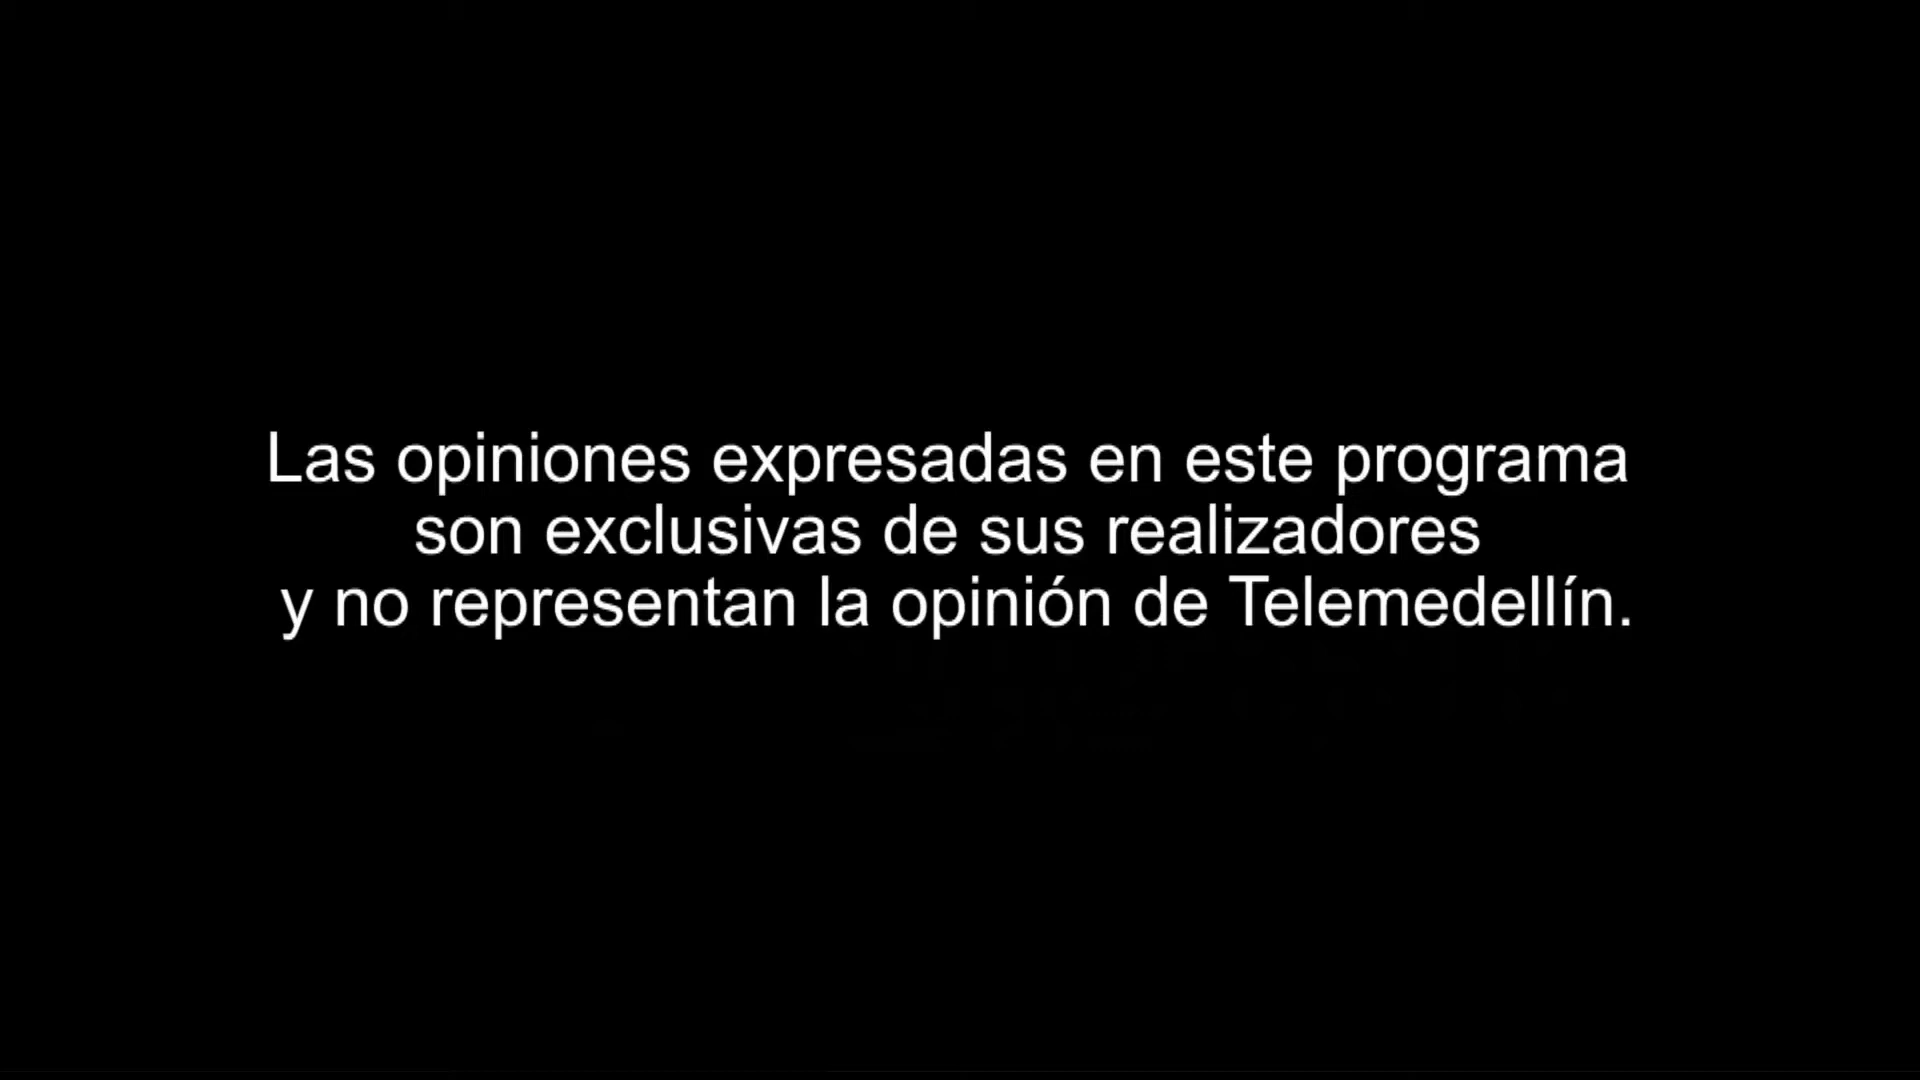 Las opiniones expresadas en este programa
son exclusivas de sus realizadores
y no representan la opinión de Telemedellín.